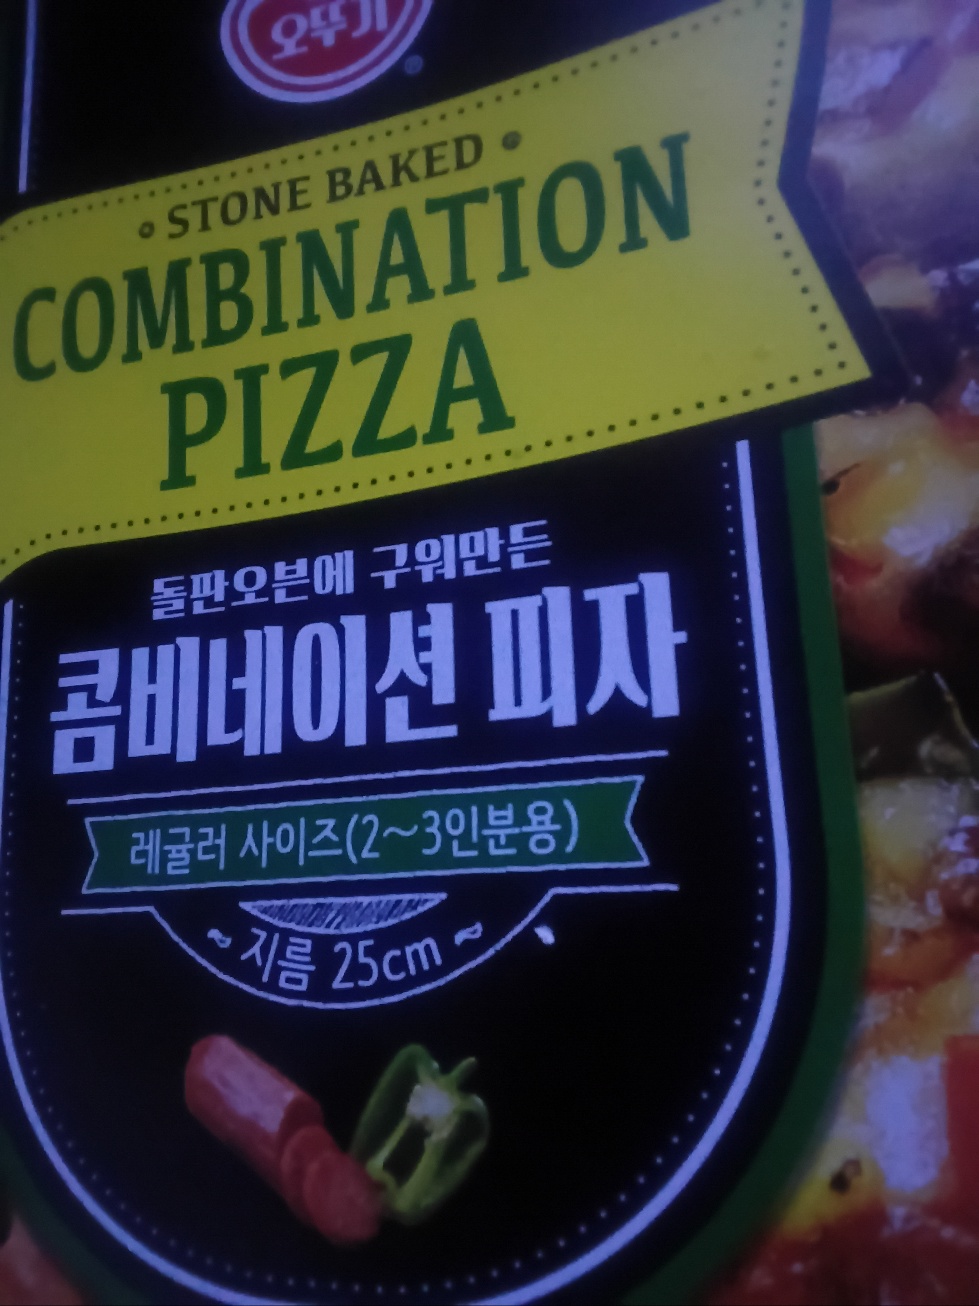 오뚜기
STONE BAKED
COMBINATION
PIZZA
돌판오븐에 구워만든
콤비네이션 피자
레귤러 사이즈(2~3인분용)
~ 지름 25cm ~